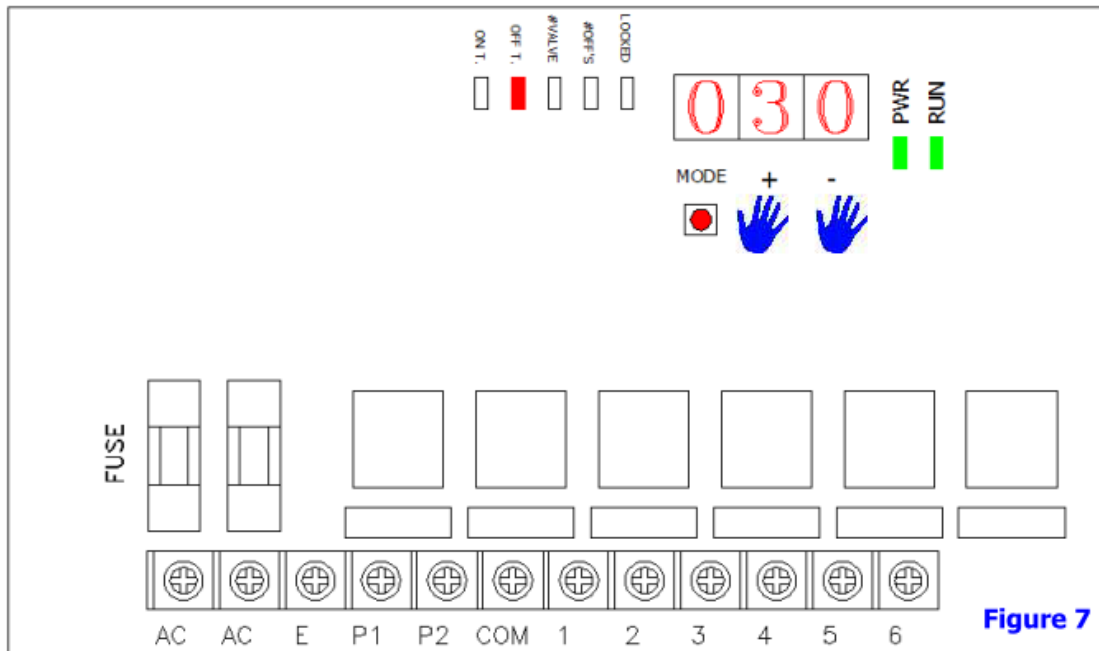 ON T.
OFF T.
#VALVE
#OFF'S
LOCKED
030
PWR
RUN
MODE + -
FUSE
AC AC E P1 P2 COM 1 2 3 4 5 6
Figure 7